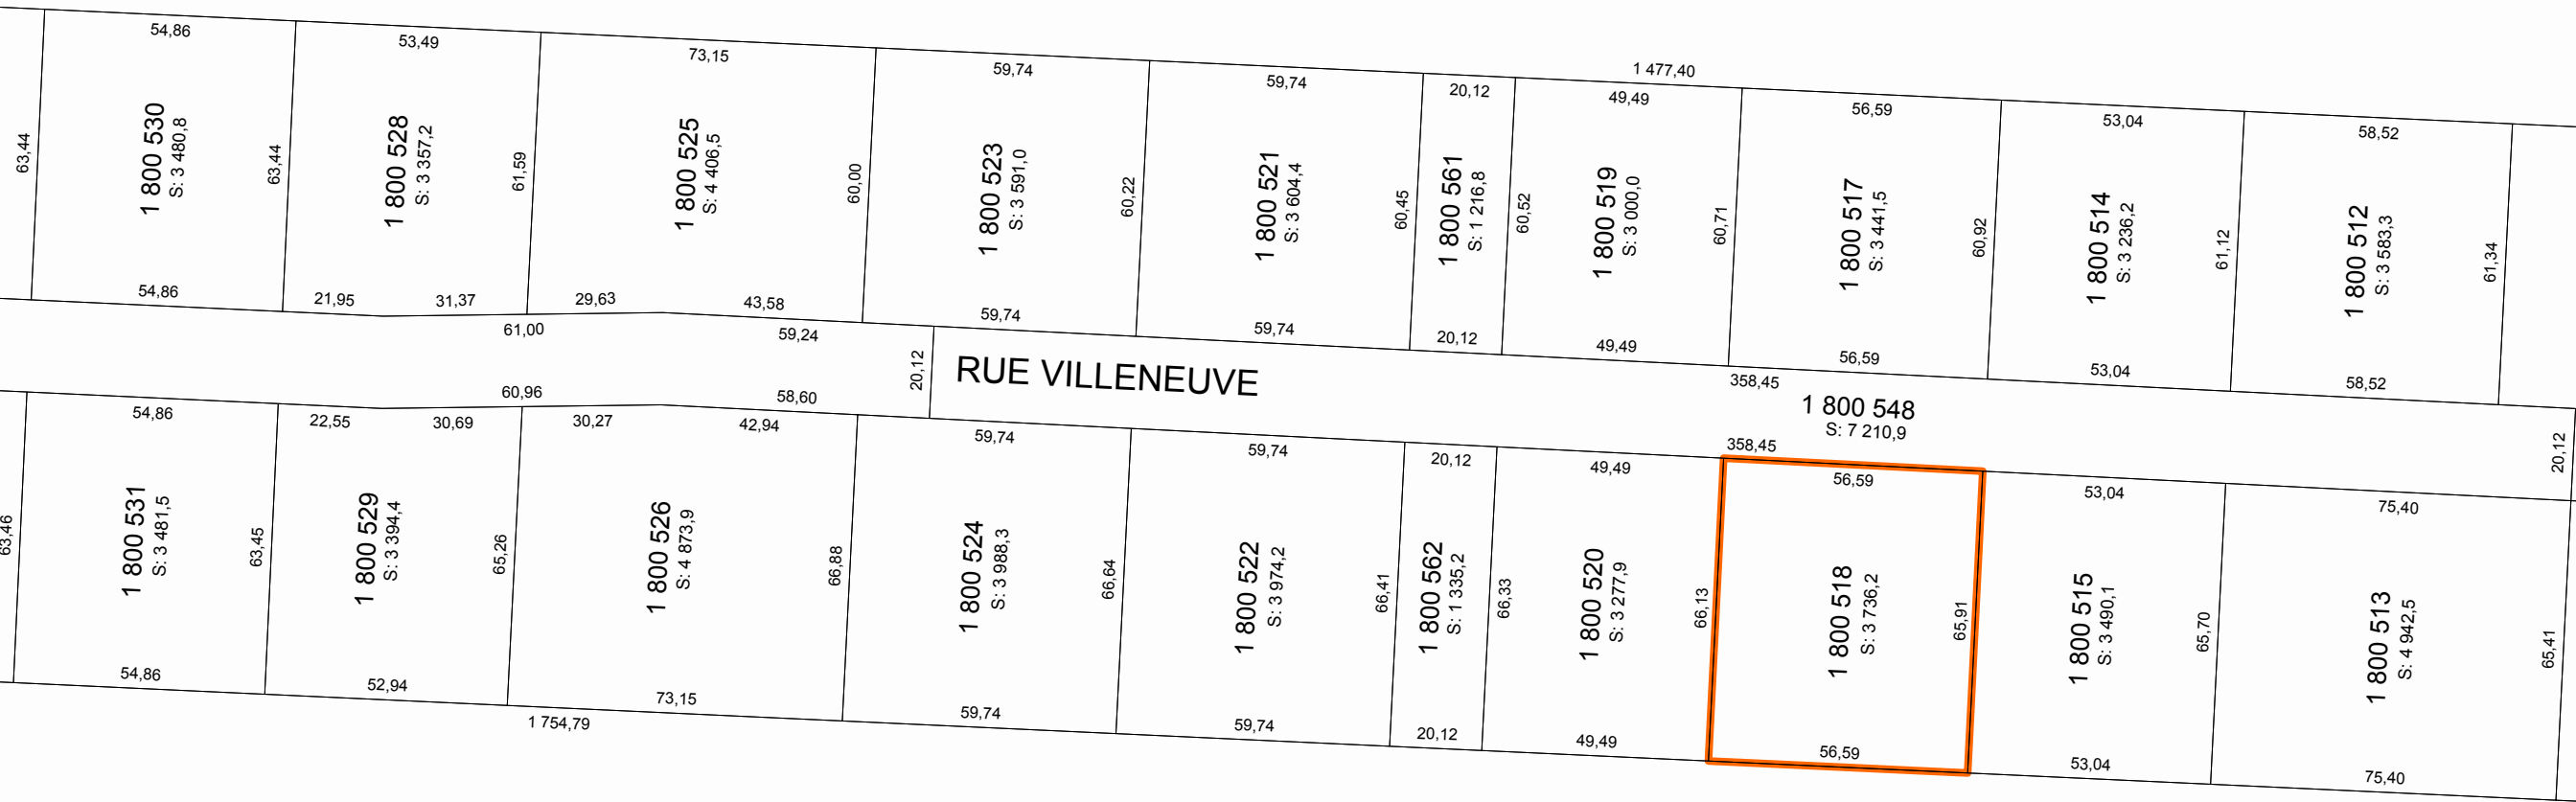 54,86
53,49
73,15
59,74
59,74
1 477,40
20,12
49,49
56,59
53,04
58,52
63,44
1 800 530
S: 3 480,8
63,44
1 800 528
S: 3 357,2
61,59
1 800 525
S: 4 406,5
60,00
1 800 523
S: 3 591,0
60,22
1 800 521
S: 3 604,4
60,45
1 800 561
S: 1 216,8
60,52
1 800 519
S: 3 000,0
60,71
1 800 517
S: 3 441,5
60,92
1 800 514
S: 3 236,2
61,12
1 800 512
S: 3 583,3
61,34
54,86
21,95
31,37
29,63
43,58
59,74
59,74
20,12
49,49
56,59
53,04
58,52
61,00
59,24
20,12
RUE VILLENEUVE
358,45
1 800 548
S: 7 210,9
358,45
20,12
60,96
58,60
54,86
22,55
30,69
30,27
42,94
59,74
59,74
20,12
49,49
56,59
53,04
75,40
63,46
1 800 531
S: 3 481,5
63,45
1 800 529
S: 3 394,4
65,26
1 800 526
S: 4 873,9
66,88
1 800 524
S: 3 988,3
66,64
1 800 522
S: 3 974,2
66,41
1 800 562
S: 1 335,2
66,33
1 800 520
S: 3 277,9
66,13
1 800 518
S: 3 736,2
65,91
1 800 515
S: 3 490,1
65,70
1 800 513
S: 4 942,5
65,41
54,86
52,94
73,15
59,74
59,74
20,12
49,49
56,59
53,04
75,40
1 754,79